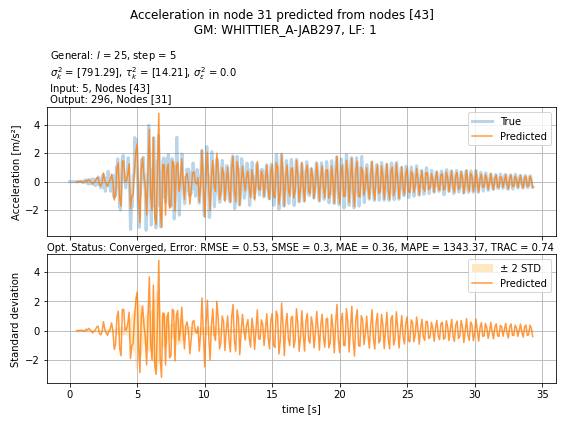 Acceleration in node 31 predicted from nodes [43]
GM: WHITTIER_A-JAB297, LF: 1
General: l = 25, step = 5
σ²ₖ = [791.29], τ²ₖ = [14.21], σ²ε = 0.0
Input: 5, Nodes [43]
Output: 296, Nodes [31]
Acceleration [m/s²]
4
2
0
−2
True
Predicted
Opt. Status: Converged, Error: RMSE = 0.53, SMSE = 0.3, MAE = 0.36, MAPE = 1343.37, TRAC = 0.74
Standard deviation
4
2
0
−2
± 2 STD
Predicted
0 5 10 15 20 25 30 35
time [s]